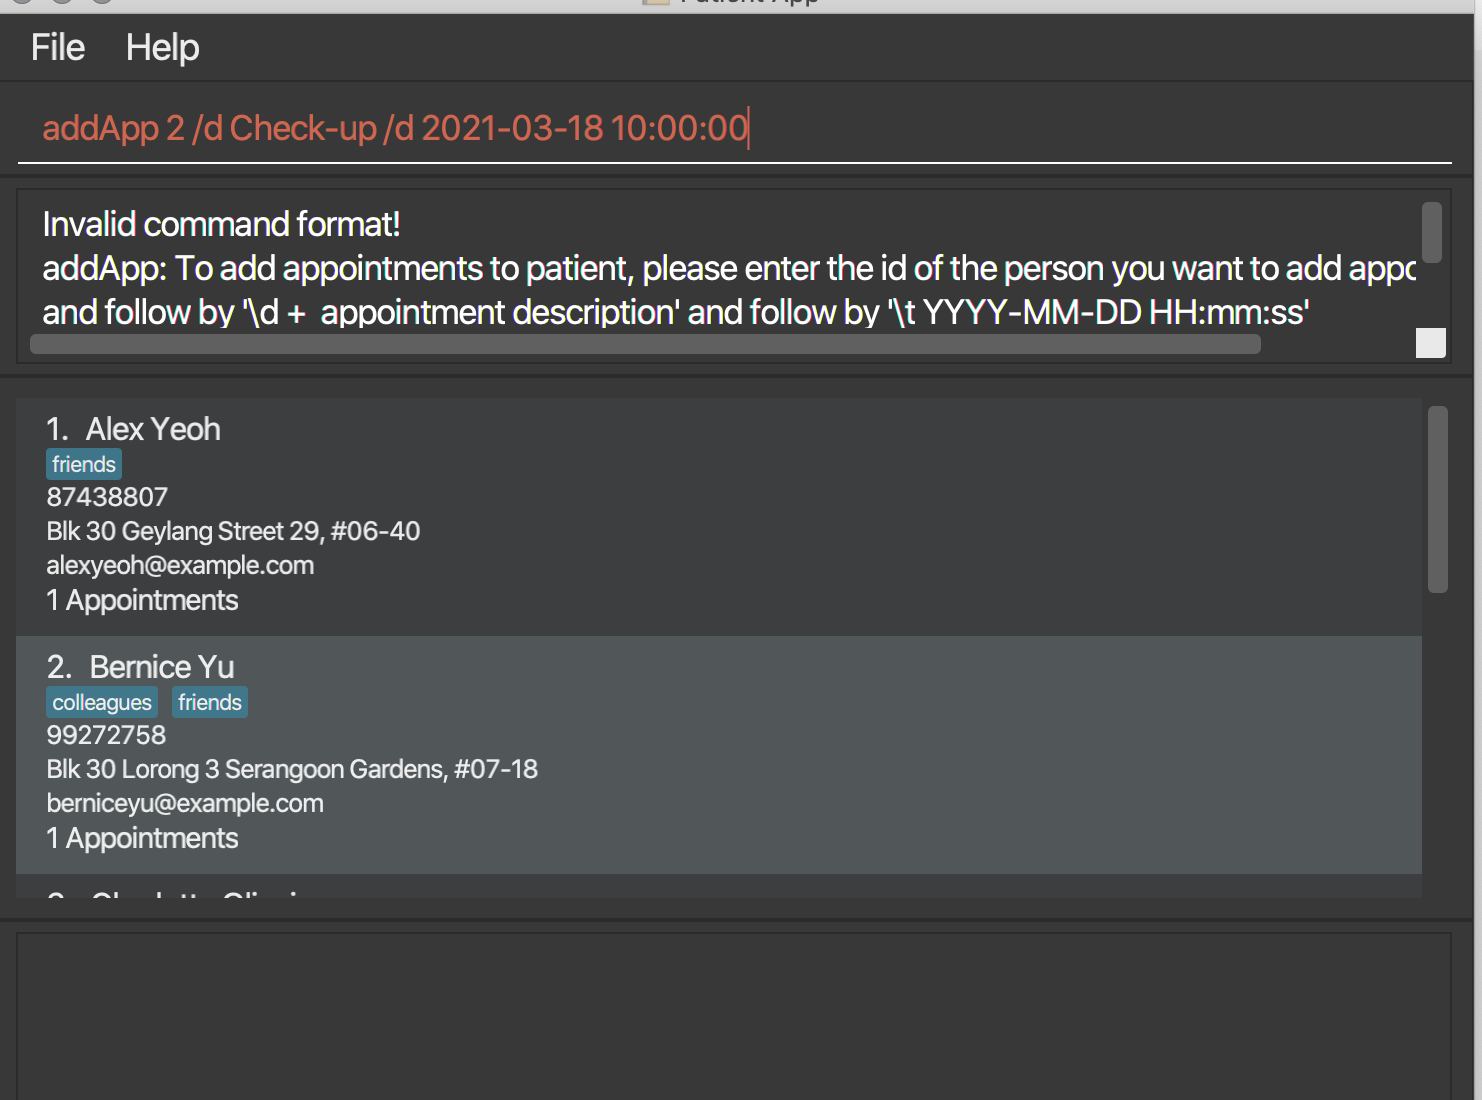 File Help
addApp 2 /d Check-up /d 2021-03-18 10:00:00
Invalid command format!
addApp: To add appointments to patient, please enter the id of the person you want to add appo
and follow by '\d +  appointment description' and follow by '\t YYYY-MM-DD HH:mm:ss'
1. Alex Yeoh
friends
87438807
Blk 30 Geylang Street 29, #06-40
alexyeoh@example.com
1 Appointments
2. Bernice Yu
colleagues friends
99272758
Blk 30 Lorong 3 Serangoon Gardens, #07-18
berniceyu@example.com
1 Appointments